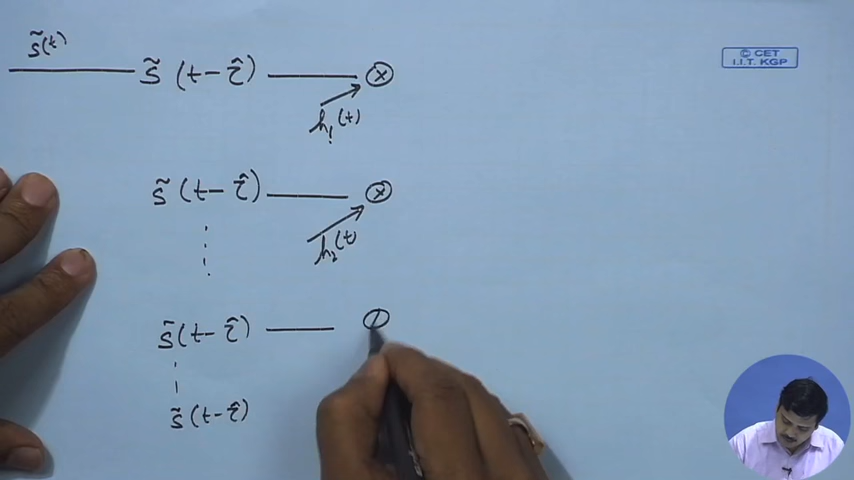 s̃(t)
s̃ (t- τ̂) ⊗
h₁(t)
© CET
I.I.T. KGP
s̃ (t- τ̂) ⊗
h₂(t)
s̃(t- τ̂)
s̃ (t- τ̂)